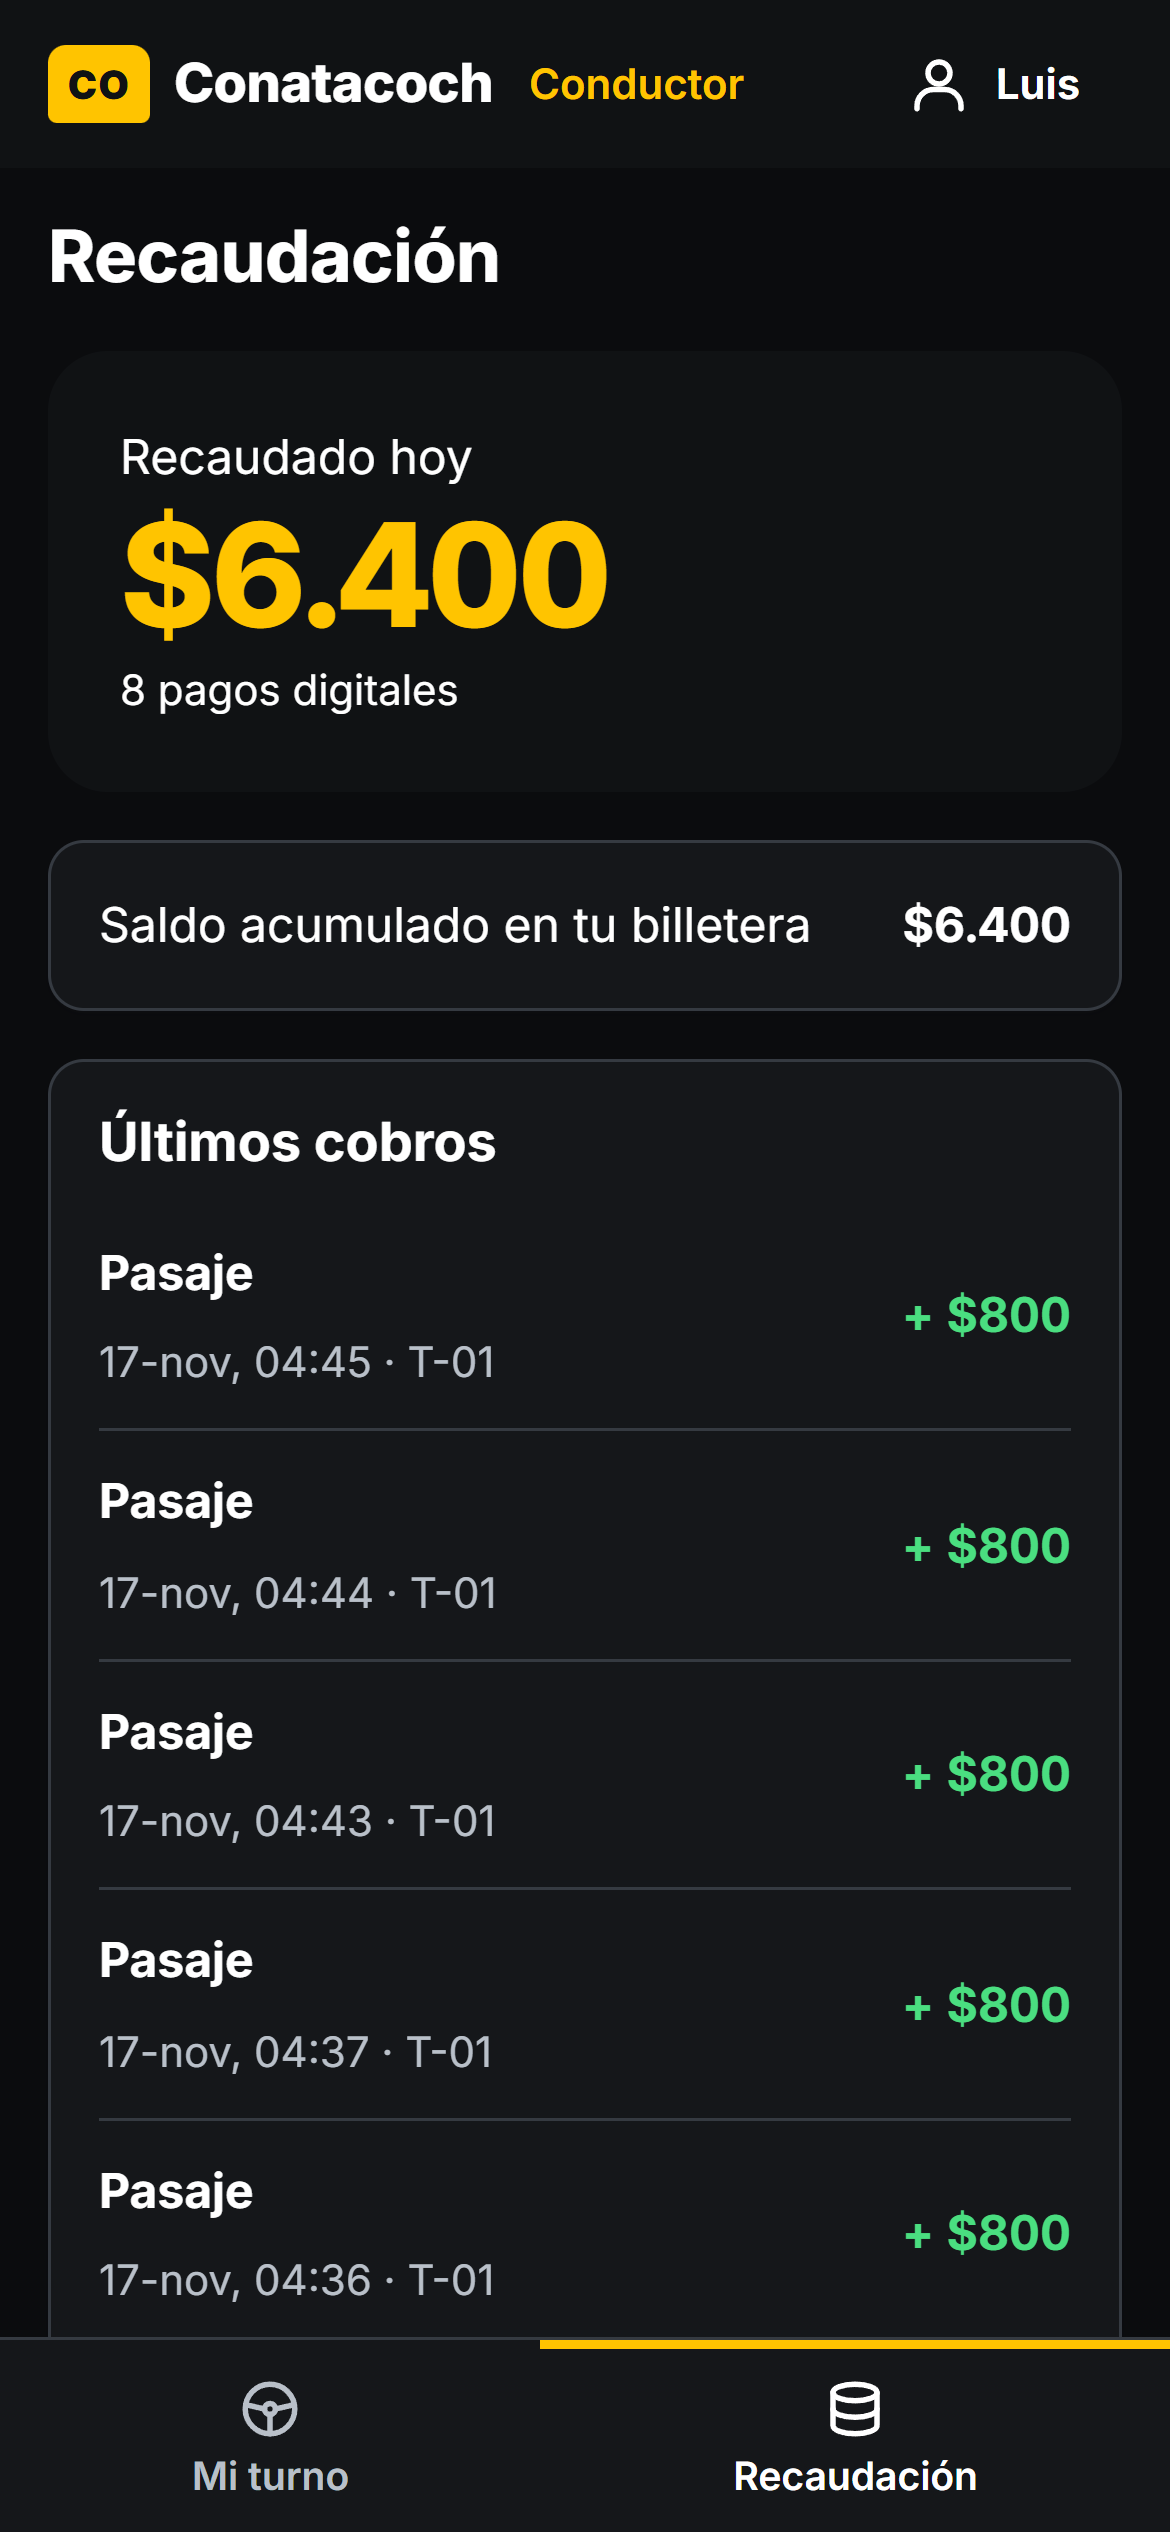 co Conatacoch Conductor Luis
Recaudación
Recaudado hoy
$6.400
8 pagos digitales
Saldo acumulado en tu billetera $6.400
Últimos cobros
Pasaje
+ $800
17-nov, 04:45 · T-01
Pasaje
+ $800
17-nov, 04:44 · T-01
Pasaje
+ $800
17-nov, 04:43 · T-01
Pasaje
+ $800
17-nov, 04:37 · T-01
Pasaje
+ $800
17-nov, 04:36 · T-01
Mi turno Recaudación